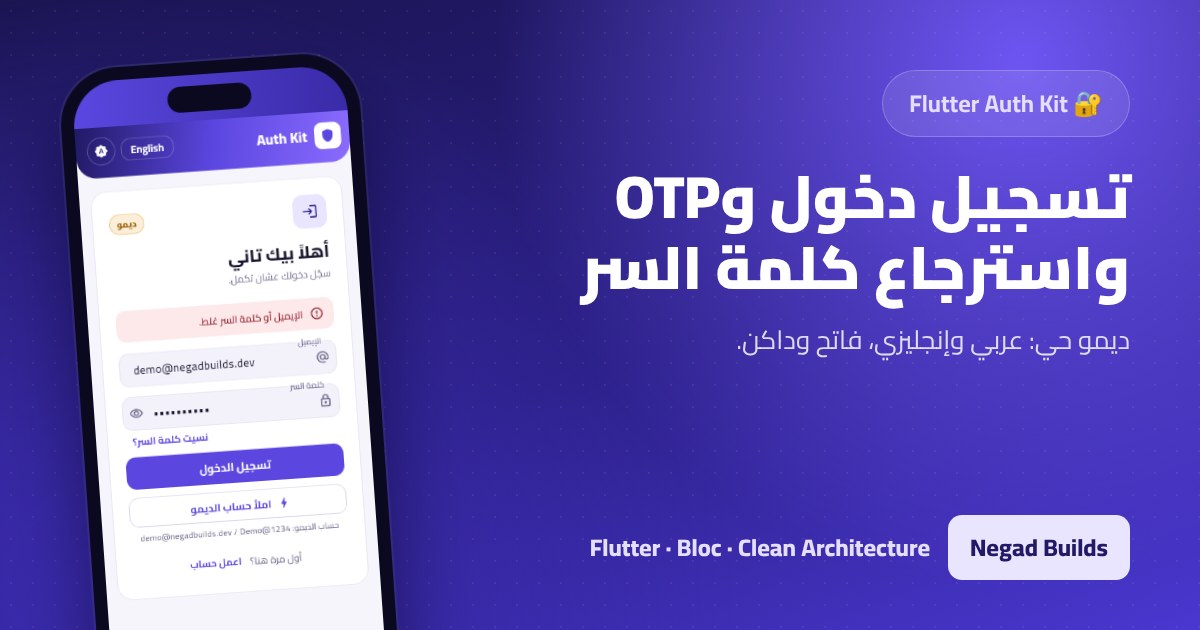 Flutter Auth Kit 🔐
تسجيل دخول وOTP
واسترجاع كلمة السر
ديمو حي: عربي وإنجليزي، فاتح وداكن.
Negad Builds
Flutter · Bloc · Clean Architecture
Auth Kit
English
A
ديمو
أهلاً بيك تاني
سجّل دخولك عشان تكمل.
الإيميل أو كلمة السر غلط.
الإيميل
demo@negadbuilds.dev
كلمة السر
••••••••••
نسيت كلمة السر؟
تسجيل الدخول
املأ حساب الديمو
حساب الديمو: demo@negadbuilds.dev / Demo@1234
أول مرة هنا؟ اعمل حساب